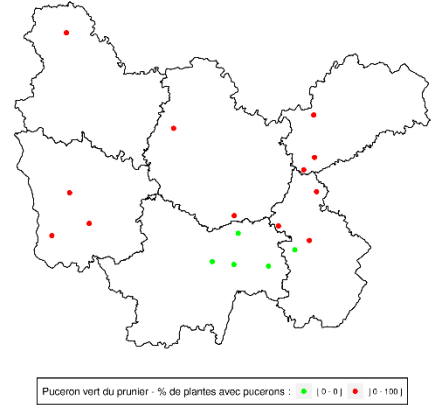 Puceron vert du prunier - % de plantes avec pucerons : [ 0 - 0 ] ] 0 - 100 ]